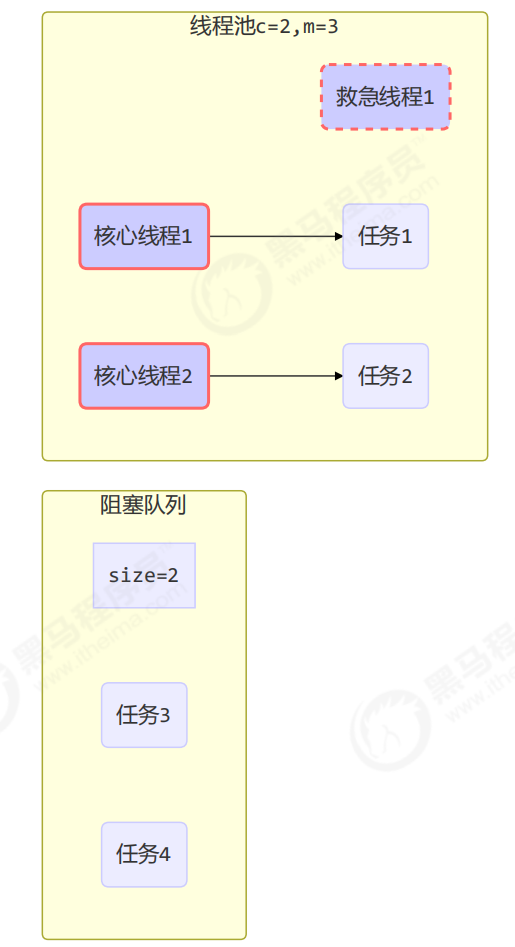 线程池c=2,m=3
救急线程1
核心线程1
任务1
核心线程2
任务2
阻塞队列
size=2
任务3
任务4
黑马程序员
www.itheima.com
黑马程序员
www.itheima.com
黑马程序员
www.ithei